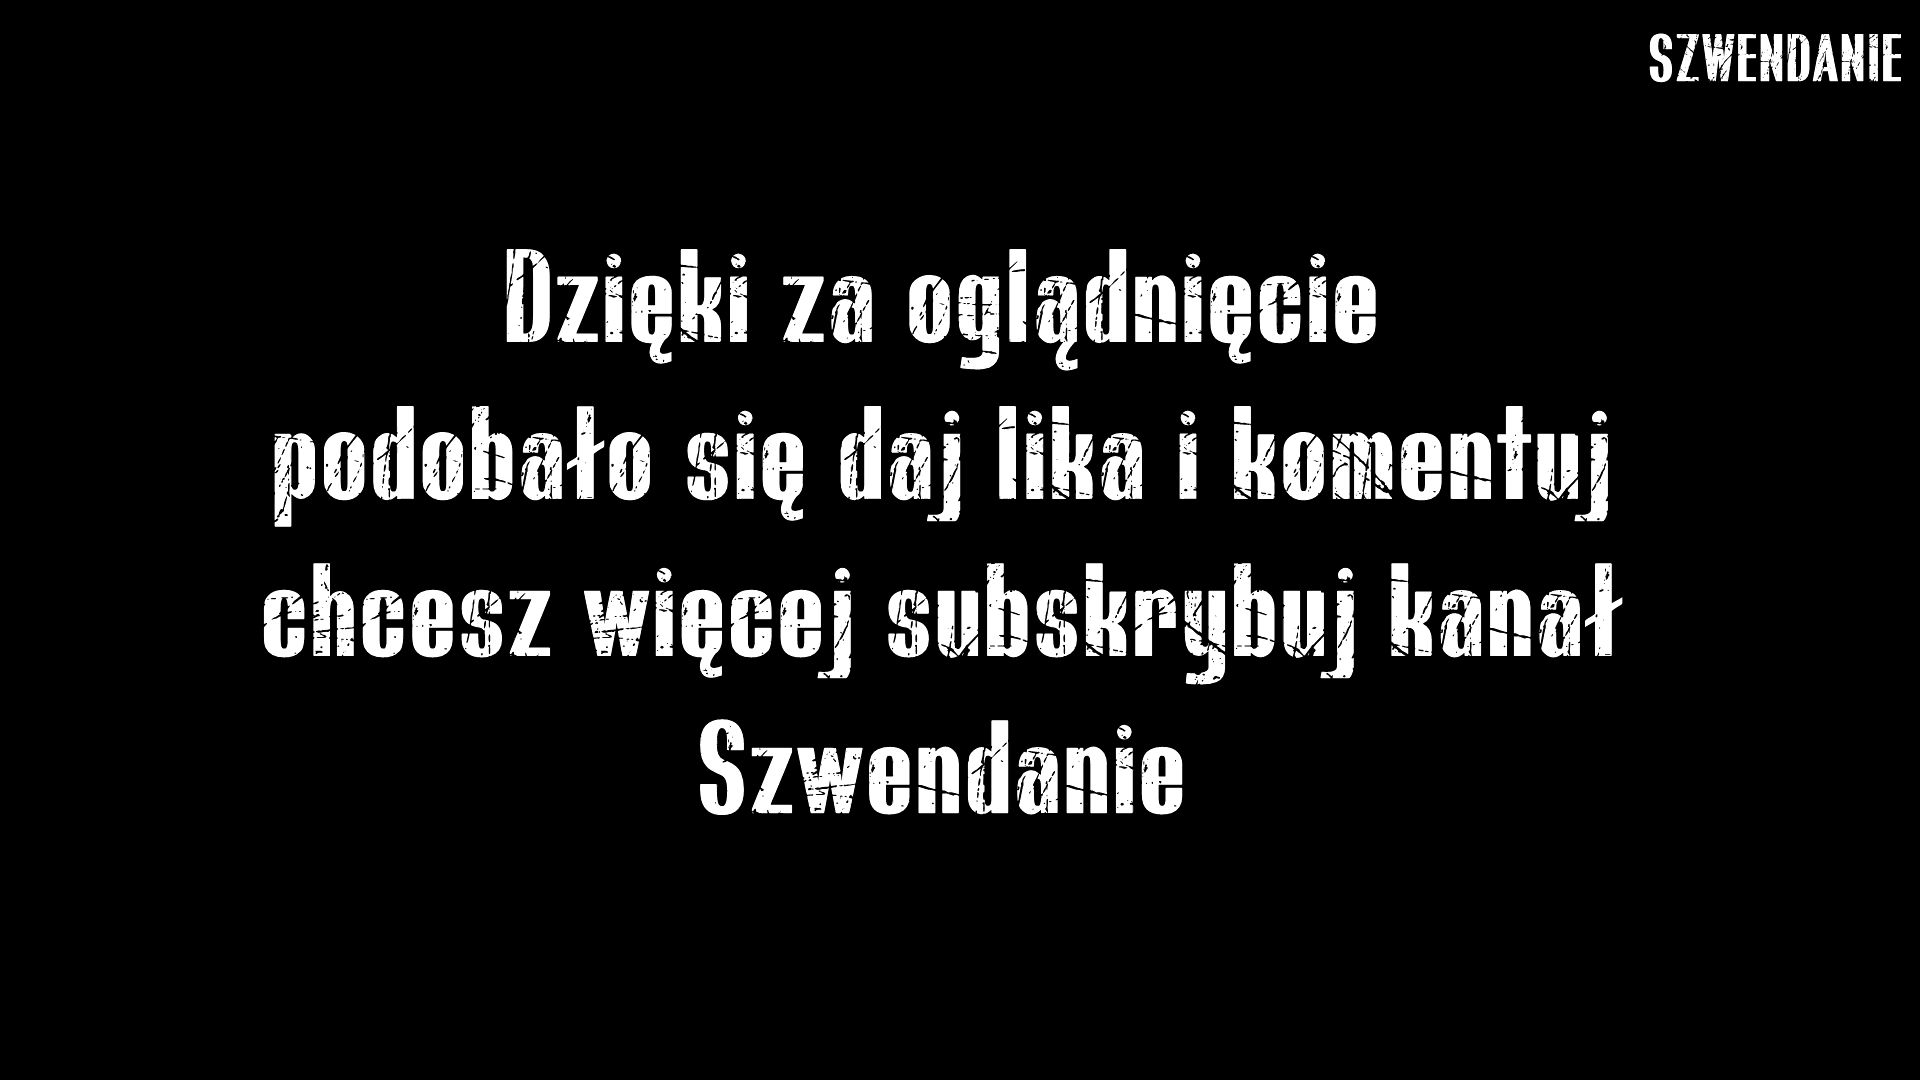 SZWENDANIE
Dzięki za oglądnięcie
podobało się daj lika i komentuj
chcesz więcej subskrybuj kanał
Szwendanie